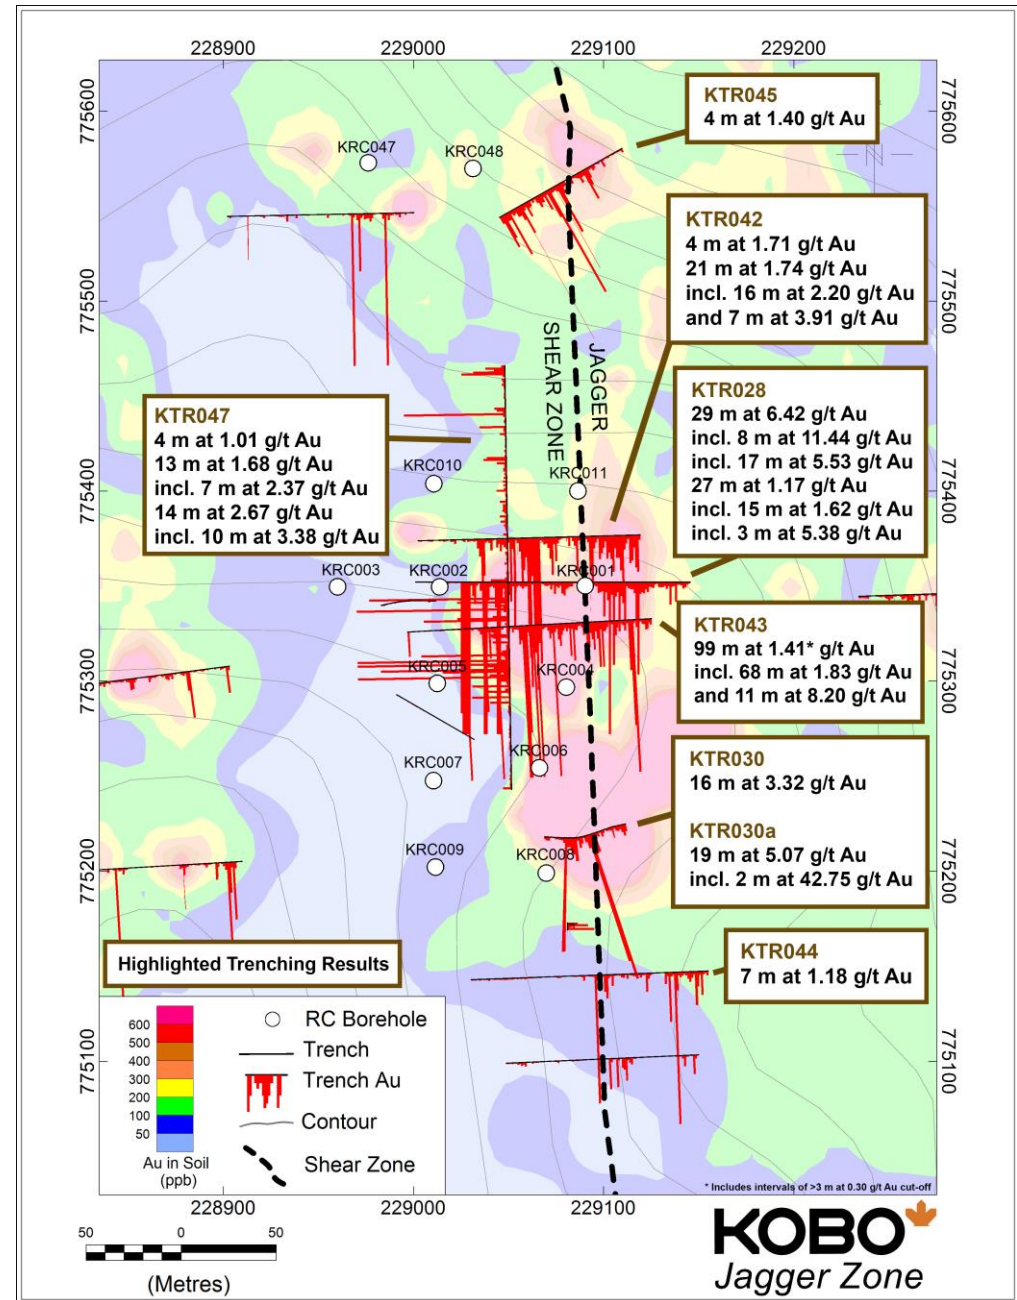 228900 229000 229100 229200
775600
775600
KTR045
4 m at 1.40 g/t Au
KRC047
KRC048
KTR042
4 m at 1.71 g/t Au
21 m at 1.74 g/t Au
incl. 16 m at 2.20 g/t Au
and 7 m at 3.91 g/t Au
775500
775500
JAGGER
SHEAR ZONE
KTR028
29 m at 6.42 g/t Au
incl. 8 m at 11.44 g/t Au
incl. 17 m at 5.53 g/t Au
27 m at 1.17 g/t Au
incl. 15 m at 1.62 g/t Au
incl. 3 m at 5.38 g/t Au
KTR047
4 m at 1.01 g/t Au
13 m at 1.68 g/t Au
incl. 7 m at 2.37 g/t Au
14 m at 2.67 g/t Au
incl. 10 m at 3.38 g/t Au
KRC010
KRC011
775400
775400
KRC003
KRC002
KRC001
KTR043
99 m at 1.41* g/t Au
incl. 68 m at 1.83 g/t Au
and 11 m at 8.20 g/t Au
KRC005
KRC004
775300
775300
KRC007
KRC006
KTR030
16 m at 3.32 g/t Au
KTR030a
19 m at 5.07 g/t Au
incl. 2 m at 42.75 g/t Au
KRC009
KRC008
775200
775200
KTR044
7 m at 1.18 g/t Au
Highlighted Trenching Results
600
500
400
300
200
100
50
Au in Soil
(ppb)
RC Borehole
Trench
Trench Au
Contour
Shear Zone
775100
775100
* Includes intervals of >3 m at 0.30 g/t Au cut-off
228900 229000 229100 229200
50 0 50
(Metres)
KOBO
Jagger Zone